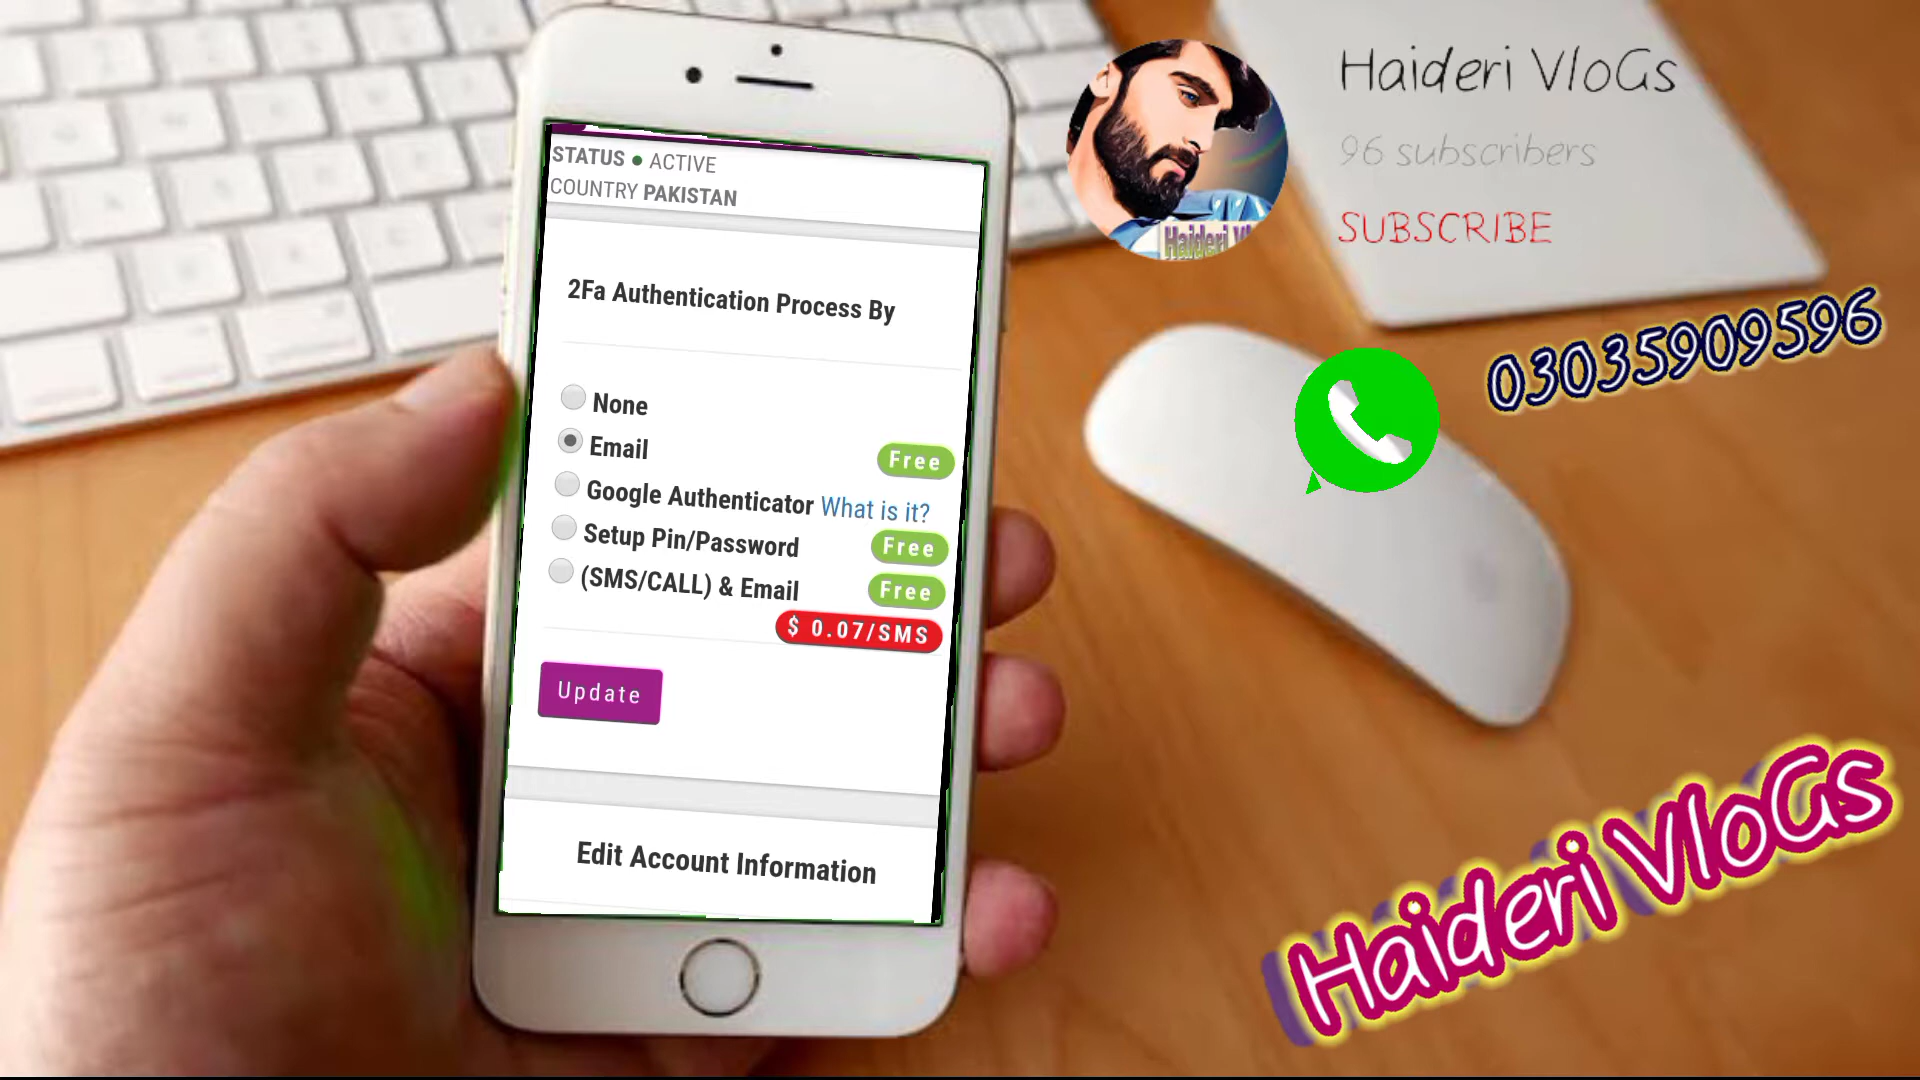 STATUS ● ACTIVE
COUNTRY PAKISTAN
2Fa Authentication Process By
None
Email Free
Google Authenticator What is it?
Setup Pin/Password Free
(SMS/CALL) & Email Free
$ 0.07/SMS
Update
Edit Account Information
Haideri VloGs
96 subscribers
SUBSCRIBE
03035909596
Haideri VloGs